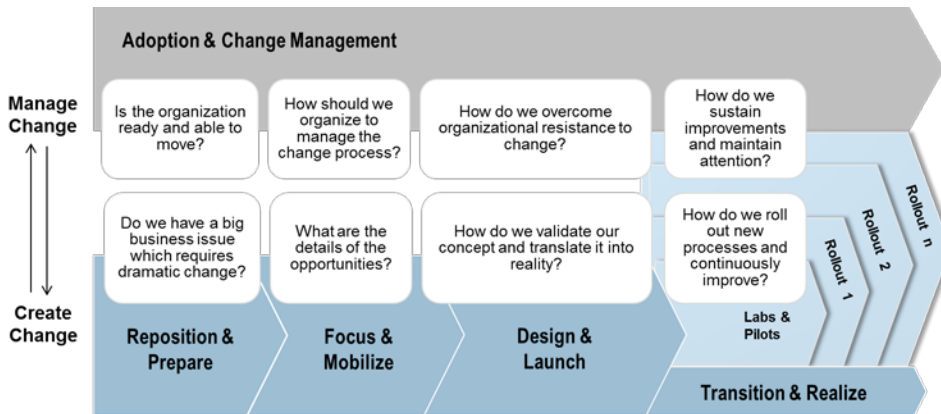 Adoption & Change Management
Manage
Change
Is the organization
ready and able to
move?
How should we
organize to
manage the
change process?
How do we overcome
organizational resistance to
change?
How do we
sustain
improvements
and maintain
attention?
Do we have a big
business issue
which requires
dramatic change?
What are the
details of the
opportunities?
How do we validate our
concept and translate it into
reality?
How do we roll
out new
processes and
continuously
improve?
Create
Change
Reposition &
Prepare
Focus &
Mobilize
Design &
Launch
Labs &
Pilots
Rollout 1
Rollout 2
Rollout n
Transition & Realize